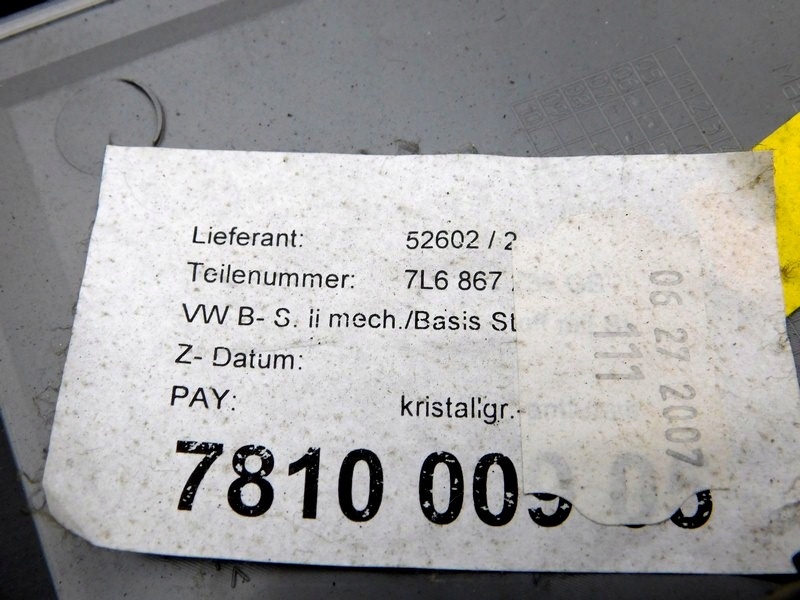 Lieferant: 52602 / 2
Teilenummer: 7L6 867
VW B- S. li mech./Basis St
Z- Datum:
PAY: kristallgr.
7810 00
06 27 2007
111